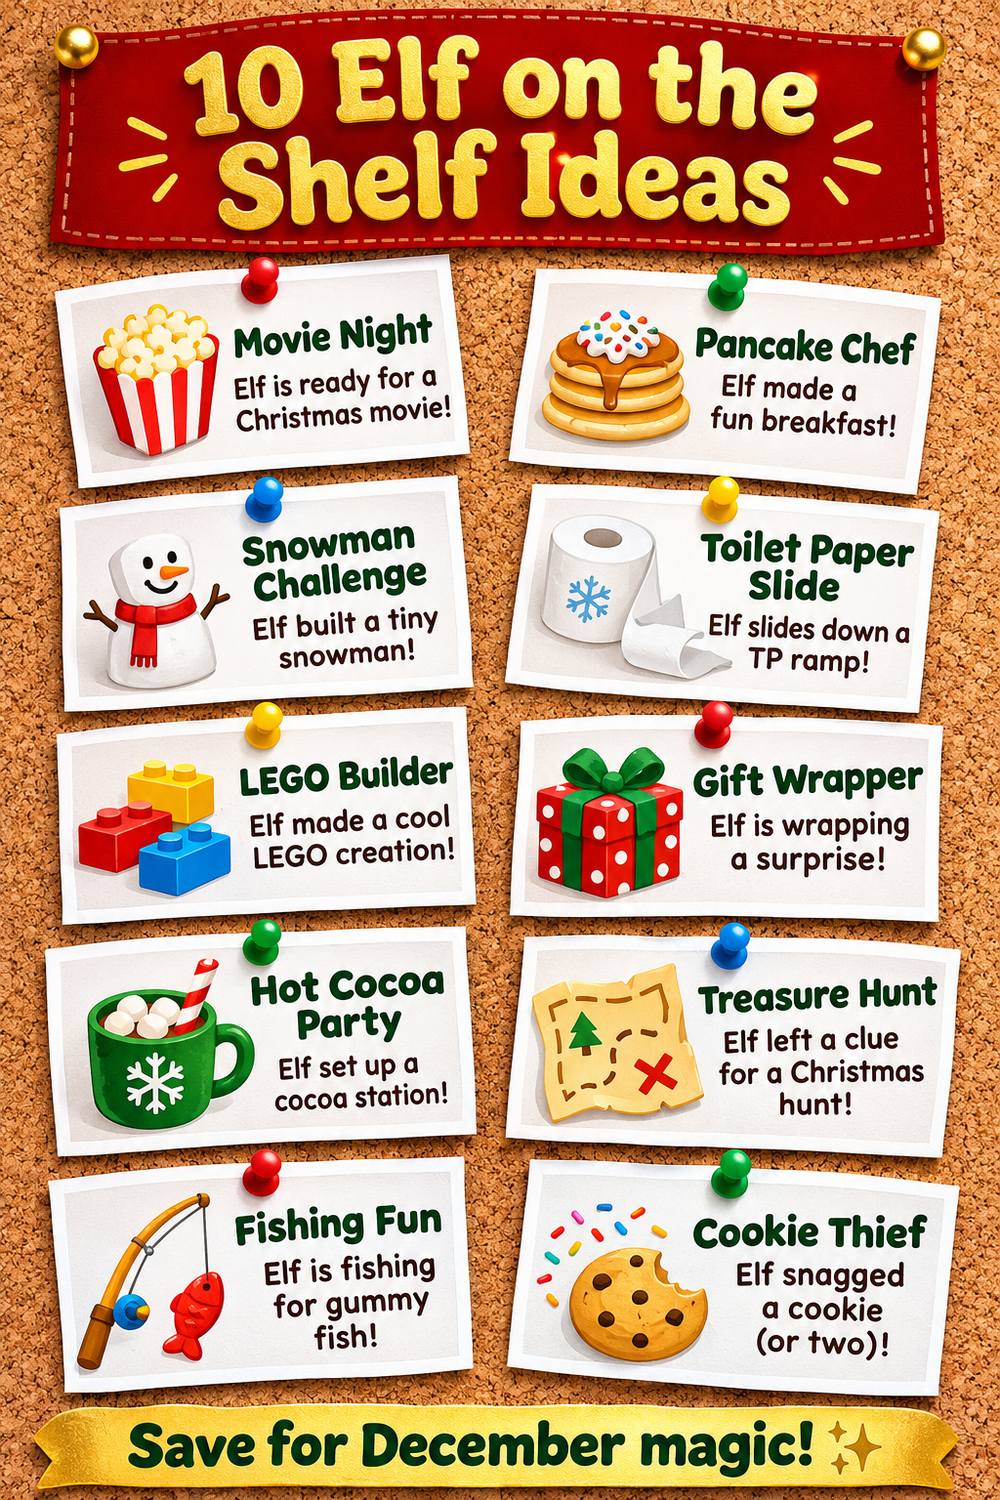 10 Elf on the
Shelf Ideas
Movie Night
Elf is ready for a
Christmas movie!
Pancake Chef
Elf made a
fun breakfast!
Snowman
Challenge
Elf built a tiny
snowman!
Toilet Paper
Slide
Elf slides down a
TP ramp!
LEGO Builder
Elf made a cool
LEGO creation!
Gift Wrapper
Elf is wrapping
a surprise!
Hot Cocoa
Party
Elf set up a
cocoa station!
Treasure Hunt
Elf left a clue
for a Christmas
hunt!
Fishing Fun
Elf is fishing
for gummy
fish!
Cookie Thief
Elf snagged
a cookie
(or two)!
Save for December magic!